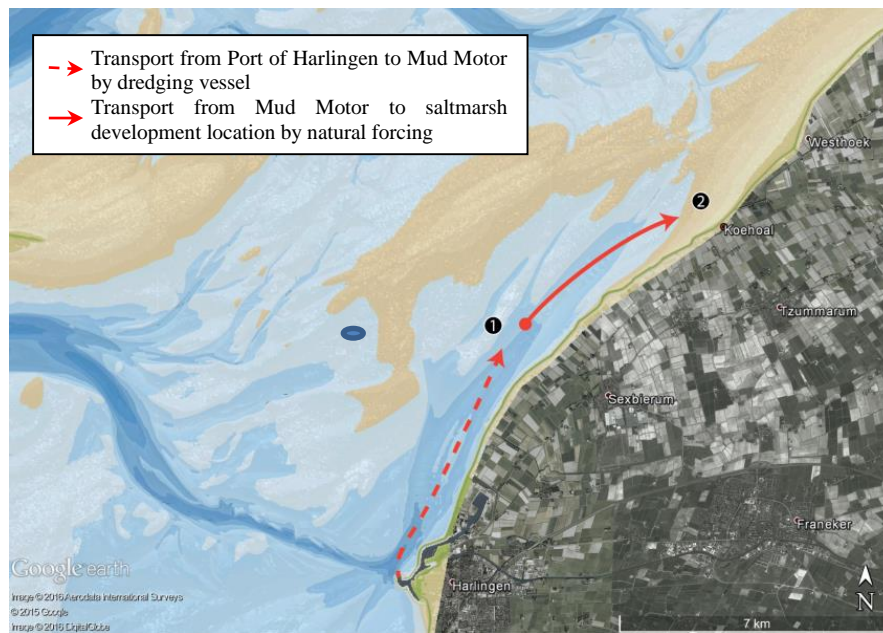 Transport from Port of Harlingen to Mud Motor
by dredging vessel
Transport from Mud Motor to saltmarsh
development location by natural forcing
Westhoek
2
Koehoal
Tzummarum
1
Sexbierum
Franeker
Google earth
Harlingen
Image © 2016 Aerodata International Surveys
© 2015 Google
Image © 2016 DigitalGlobe
N
7 km